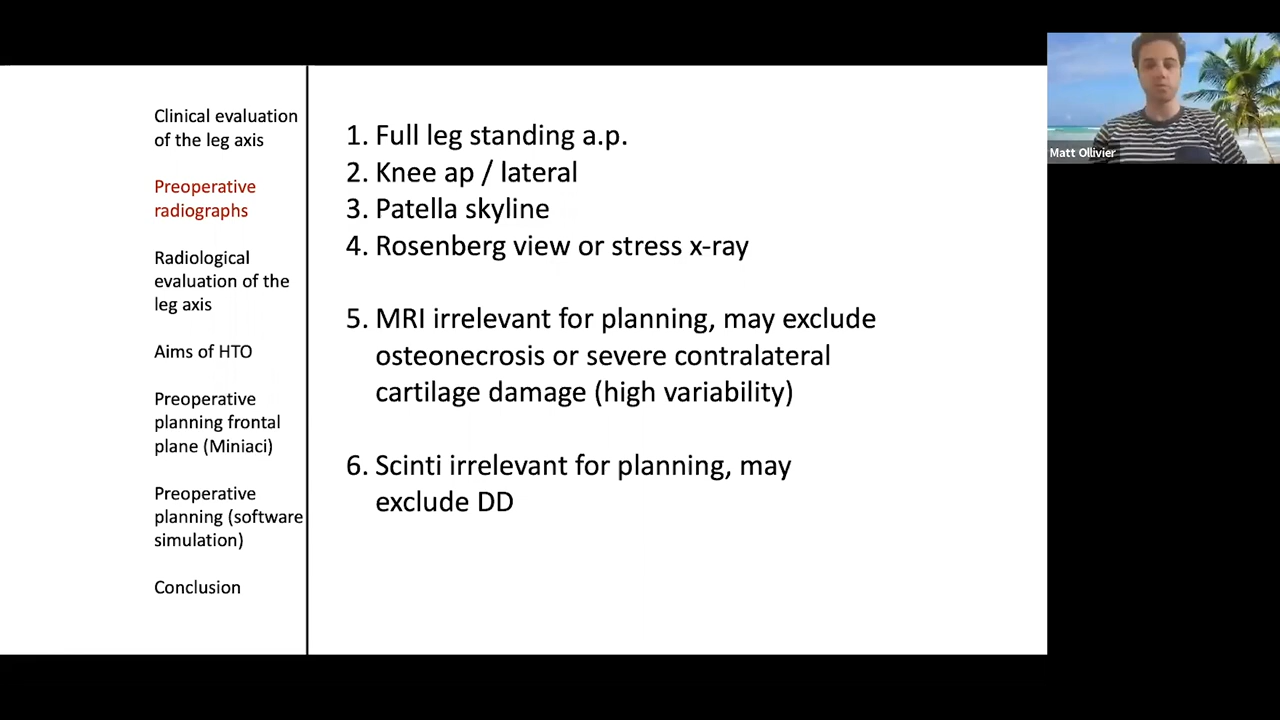 Clinical evaluation
of the leg axis
Preoperative
radiographs
Radiological
evaluation of the
leg axis
Aims of HTO
Preoperative
planning frontal
plane (Miniaci)
Preoperative
planning (software
simulation)
Conclusion
1. Full leg standing a.p.
2. Knee ap / lateral
3. Patella skyline
4. Rosenberg view or stress x-ray
5. MRI irrelevant for planning, may exclude
osteonecrosis or severe contralateral
cartilage damage (high variability)
6. Scinti irrelevant for planning, may
exclude DD
Matt Ollivier